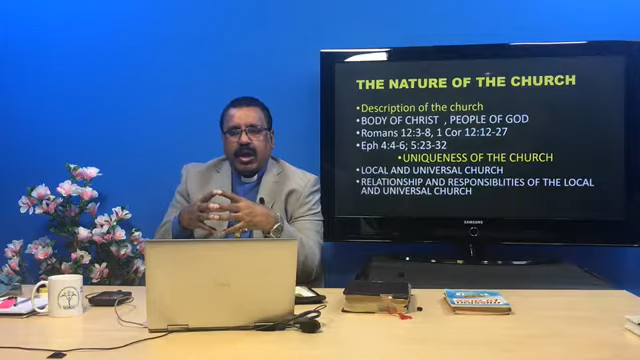 THE NATURE OF THE CHURCH
•Description of the church
•BODY OF CHRIST , PEOPLE OF GOD
•Romans 12:3-8, 1 Cor 12:12-27
•Eph 4:4-6; 5:23-32
•UNIQUENESS OF THE CHURCH
•LOCAL AND UNIVERSAL CHURCH
•RELATIONSHIP AND RESPONSIBLITIES OF THE LOCAL
AND UNIVERSAL CHURCH
SAMSUNG